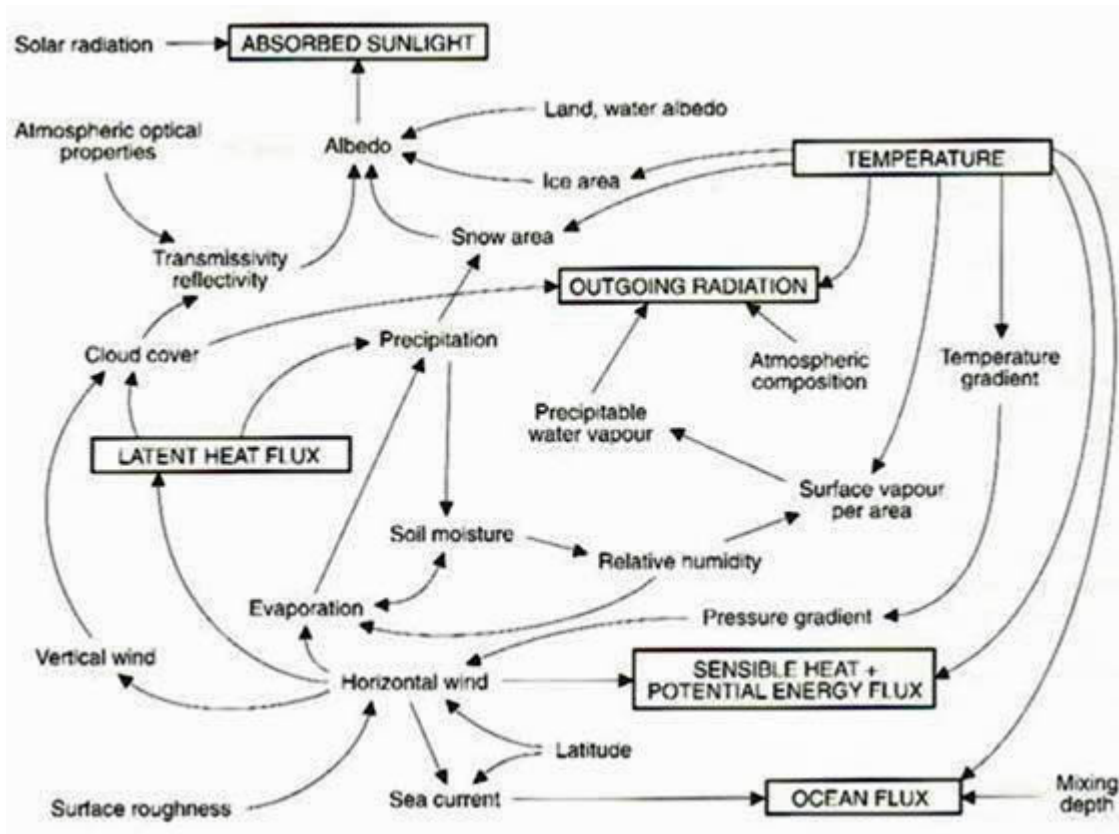 Solar radiation
ABSORBED SUNLIGHT
Land, water albedo
Atmospheric optical
properties
Albedo
TEMPERATURE
Ice area
Snow area
Transmissivity
reflectivity
OUTGOING RADIATION
Precipitation
Cloud cover
Atmospheric
composition
Temperature
gradient
Precipitable
water vapour
LATENT HEAT FLUX
Surface vapour
per area
Soil moisture
Relative humidity
Evaporation
Pressure gradient
Vertical wind
SENSIBLE HEAT +
POTENTIAL ENERGY FLUX
Horizontal wind
Latitude
Surface roughness
Sea current
OCEAN FLUX
Mixing
depth